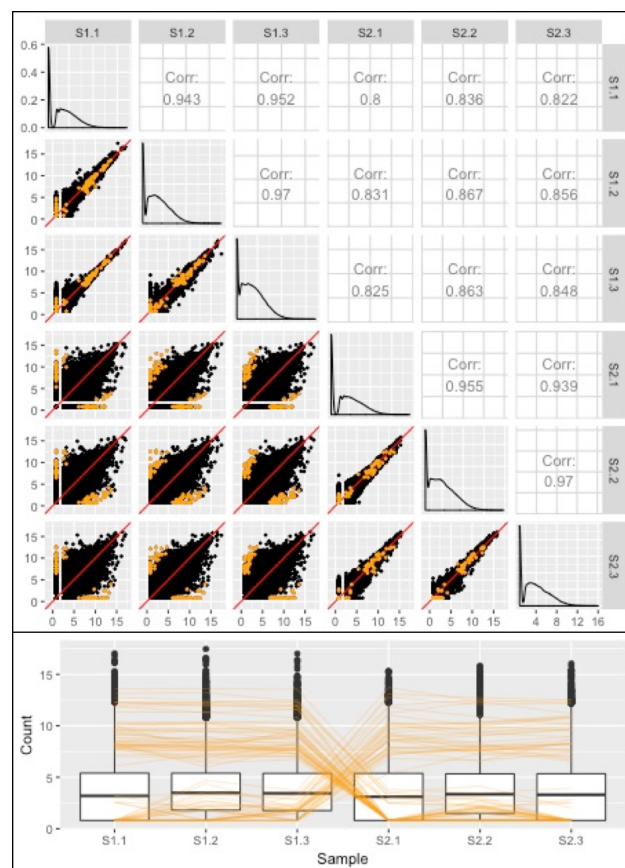 S1.1 S1.2 S1.3 S2.1 S2.2 S2.3
0.6
0.4
0.2
0.0
Corr:
0.943
Corr:
0.952
Corr:
0.8
Corr:
0.836
Corr:
0.822
S1.1
15
10
5
0
Corr:
0.97
Corr:
0.831
Corr:
0.867
Corr:
0.856
S1.2
15
10
5
0
Corr:
0.825
Corr:
0.863
Corr:
0.848
S1.3
15
10
5
0
Corr:
0.955
Corr:
0.939
S2.1
15
10
5
0
Corr:
0.97
S2.2
15
10
5
0
S2.3
0 5 10 15 0 5 10 15 0 5 10 15 0 5 10 15 0 5 10 15 4 8 12 16
Count
15
10
5
0
S1.1 S1.2 S1.3 S2.1 S2.2 S2.3
Sample